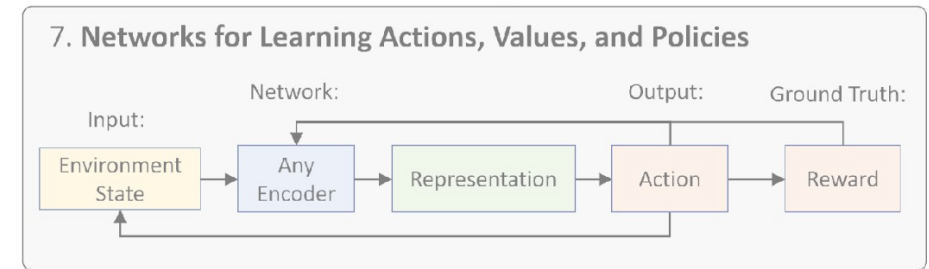 7. Networks for Learning Actions, Values, and Policies
Network:
Output:
Ground Truth:
Input:
Environment
State
Any
Encoder
Representation
Action
Reward